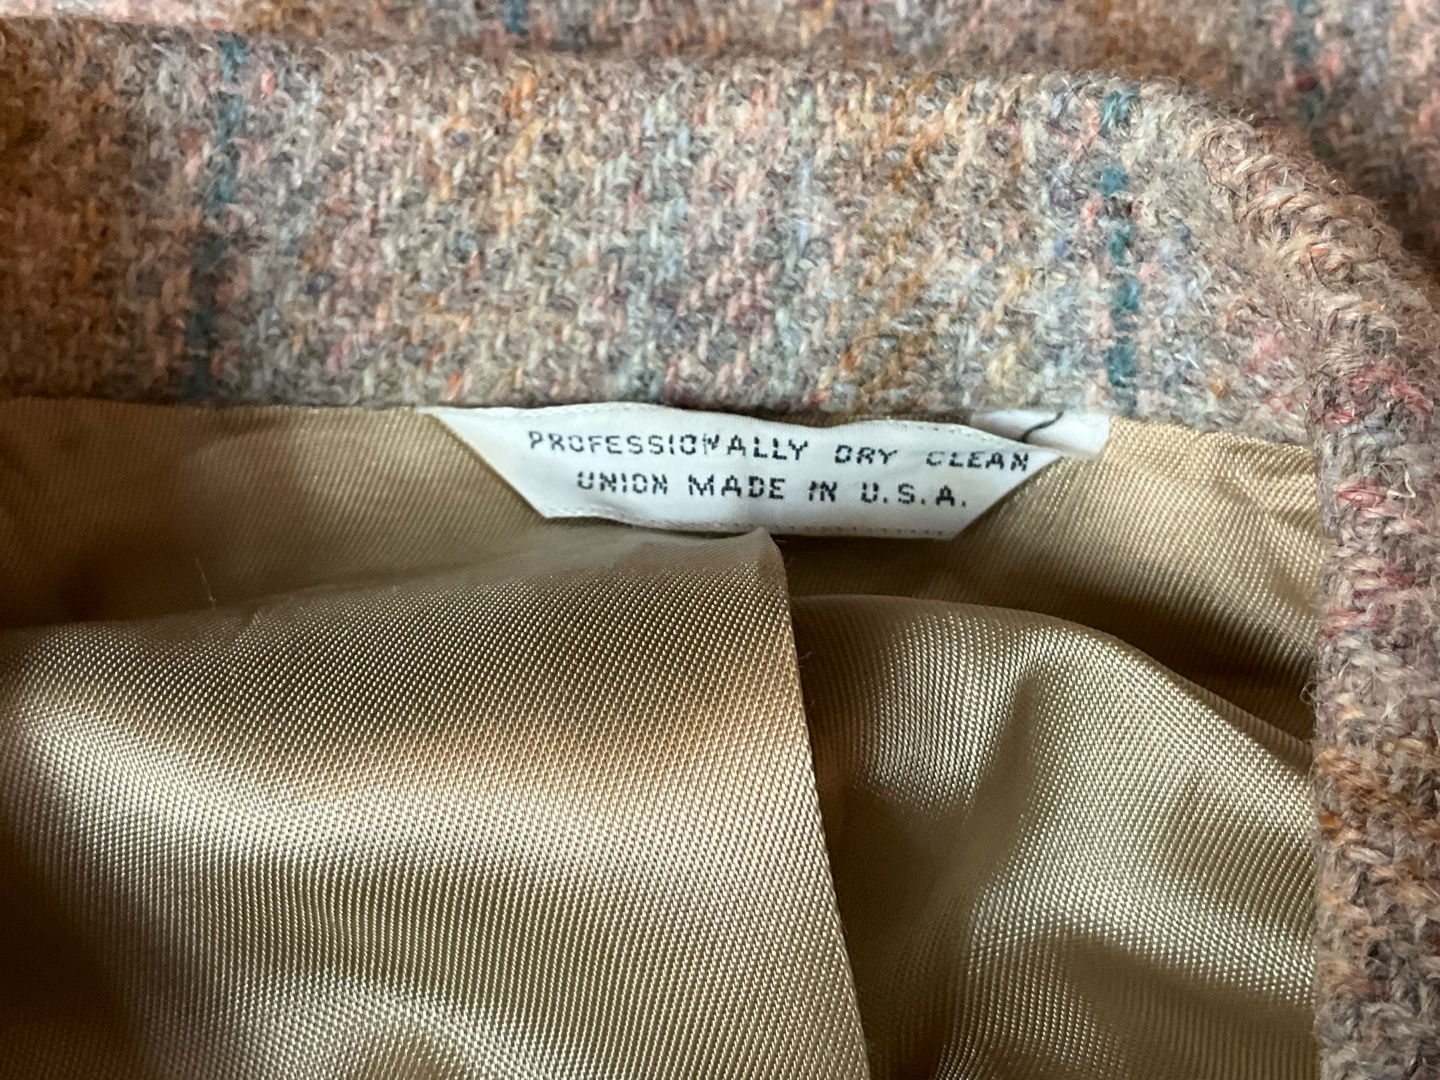 PROFESSIONALLY DRY CLEAN
UNION MADE IN U.S.A.